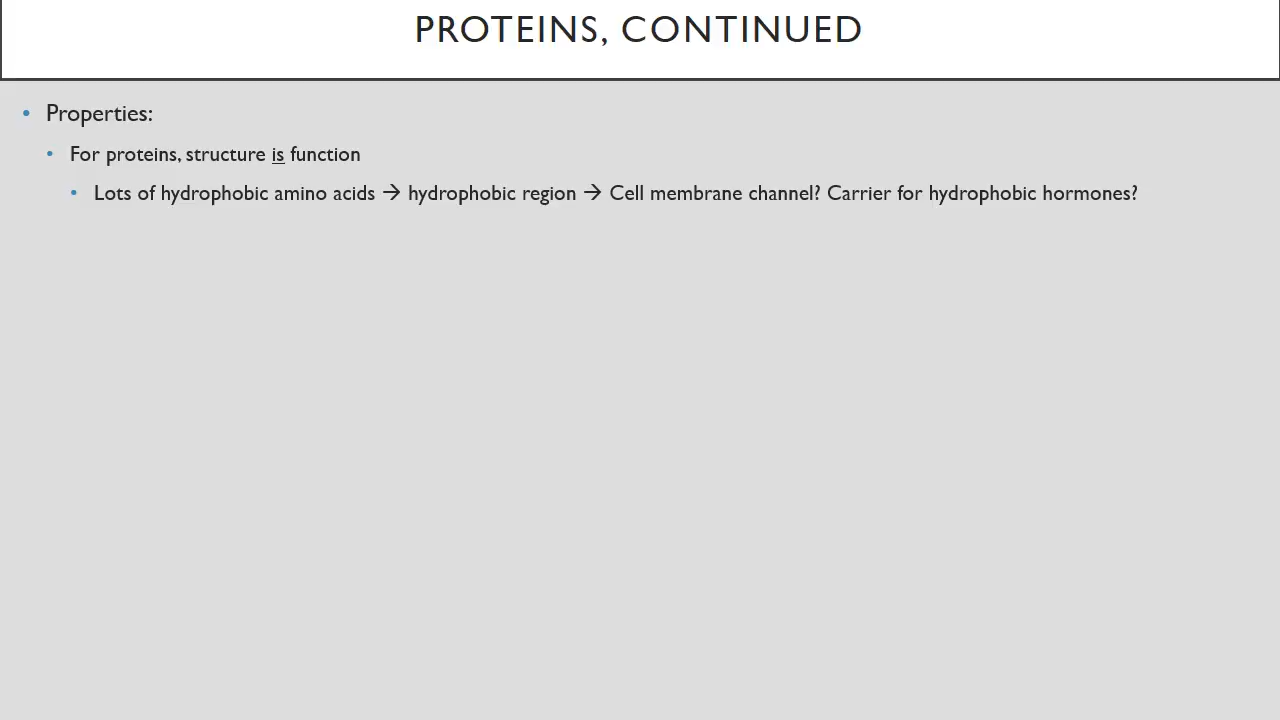 PROTEINS, CONTINUED
• Properties:
• For proteins, structure is function
• Lots of hydrophobic amino acids → hydrophobic region → Cell membrane channel? Carrier for hydrophobic hormones?